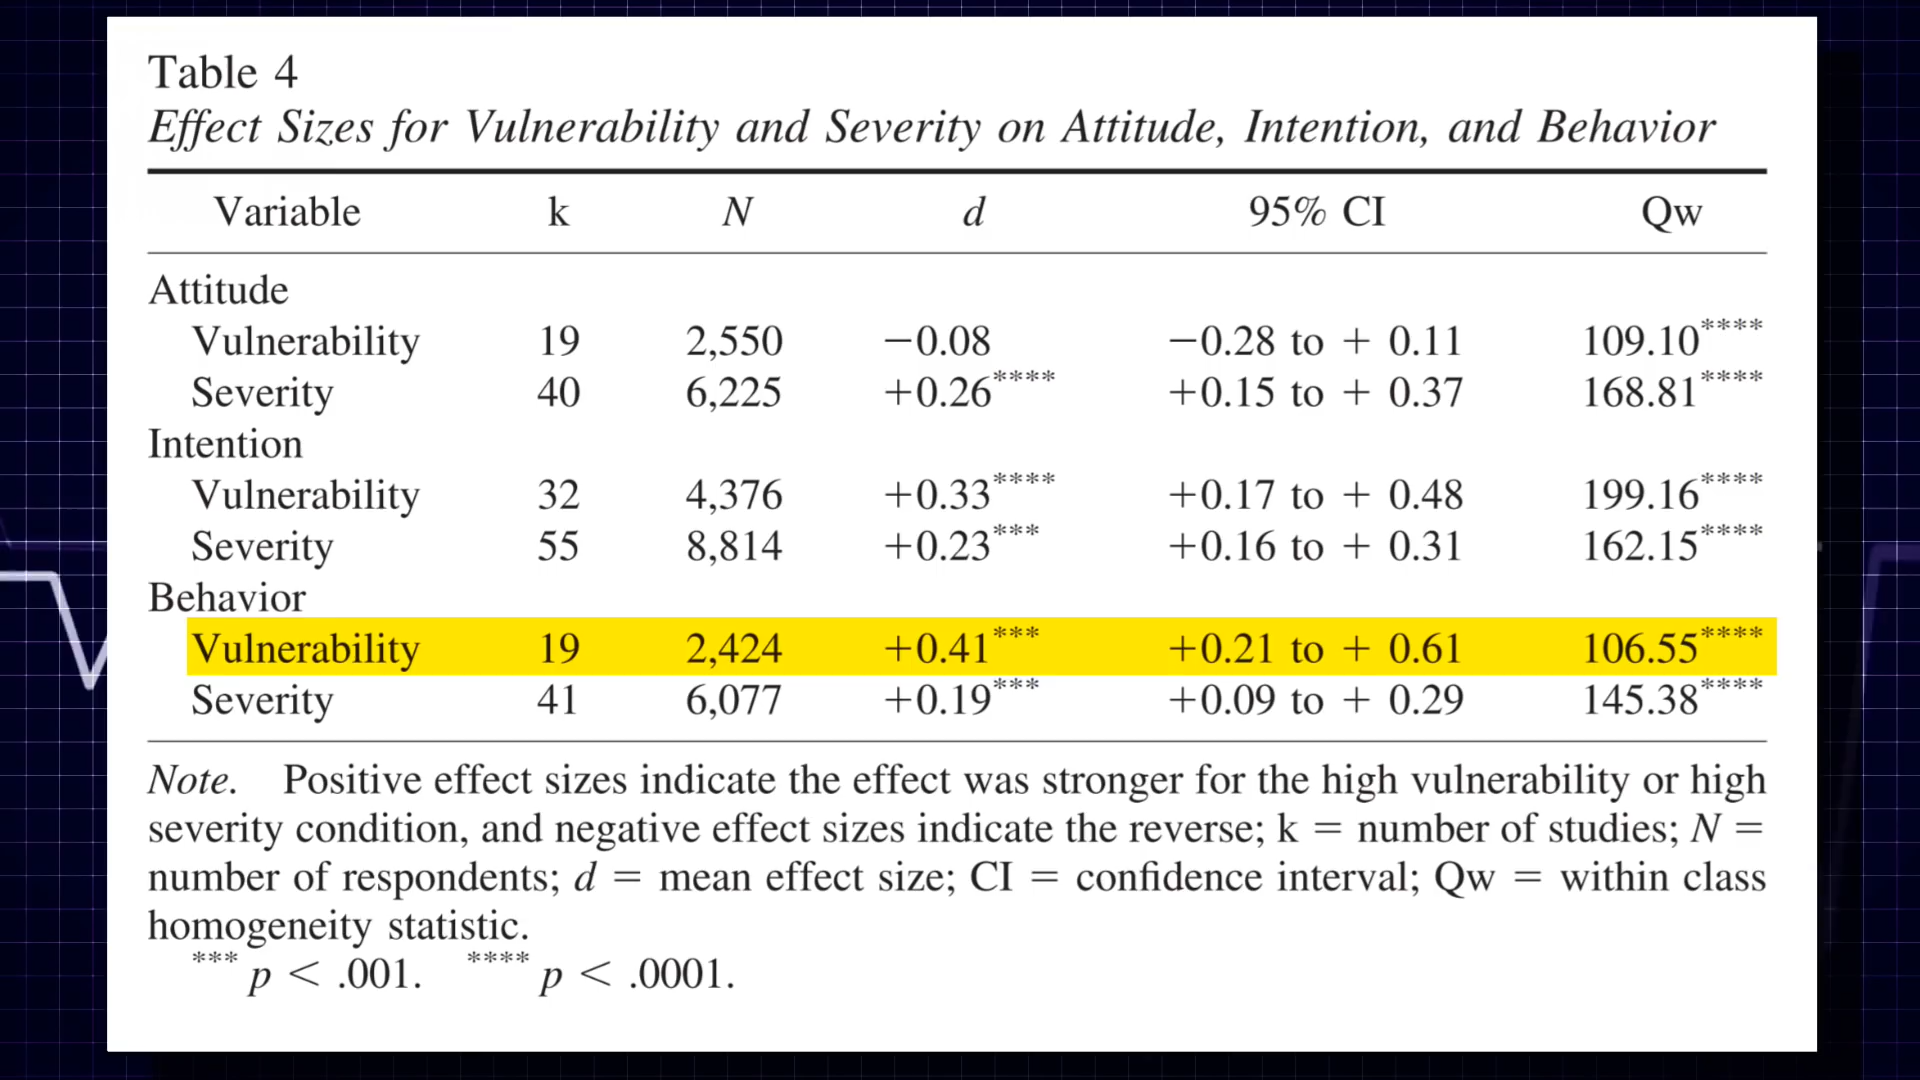 Table 4
Effect Sizes for Vulnerability and Severity on Attitude, Intention, and Behavior
Variable k N d 95% CI Qw
Attitude
Vulnerability 19 2,550 −0.08 −0.28 to + 0.11 109.10****
Severity 40 6,225 +0.26**** +0.15 to + 0.37 168.81****
Intention
Vulnerability 32 4,376 +0.33**** +0.17 to + 0.48 199.16****
Severity 55 8,814 +0.23*** +0.16 to + 0.31 162.15****
Behavior
Vulnerability 19 2,424 +0.41*** +0.21 to + 0.61 106.55****
Severity 41 6,077 +0.19*** +0.09 to + 0.29 145.38****
Note. Positive effect sizes indicate the effect was stronger for the high vulnerability or high
severity condition, and negative effect sizes indicate the reverse; k = number of studies; N =
number of respondents; d = mean effect size; CI = confidence interval; Qw = within class
homogeneity statistic.
*** p < .001. **** p < .0001.